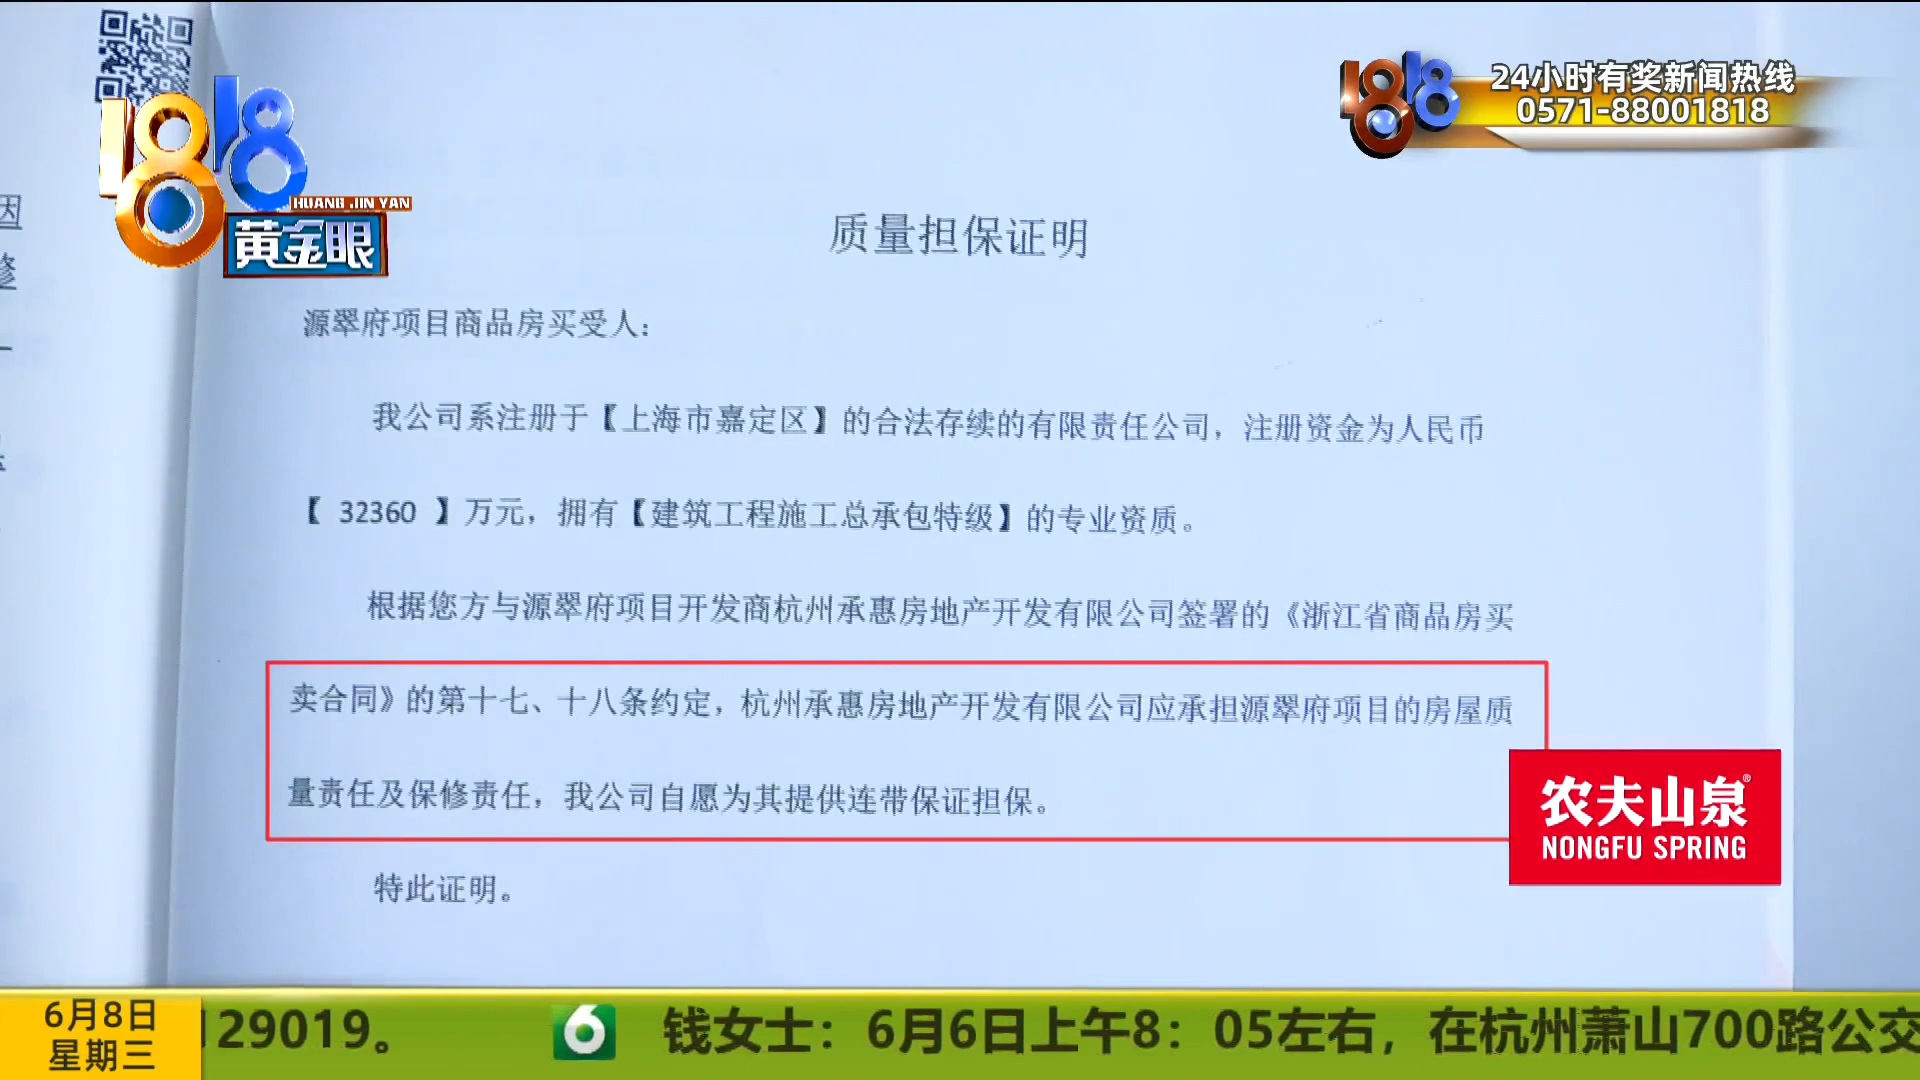 1818
HUANG JIN YAN
黄金眼
1818
24小时有奖新闻热线
0571-88001818
因
修
质量担保证明
源翠府项目商品房买受人：
我公司系注册于【上海市嘉定区】的合法存续的有限责任公司，注册资金为人民币
【 32360 】万元，拥有【建筑工程施工总承包特级】的专业资质。
根据您方与源翠府项目开发商杭州承惠房地产开发有限公司签署的《浙江省商品房买
卖合同》的第十七、十八条约定，杭州承惠房地产开发有限公司应承担源翠府项目的房屋质
量责任及保修责任，我公司自愿为其提供连带保证担保。
特此证明。
农夫山泉®
NONGFU SPRING
6月8日
星期三
129019。 6 钱女士：6月6日上午8：05左右，在杭州萧山700路公交